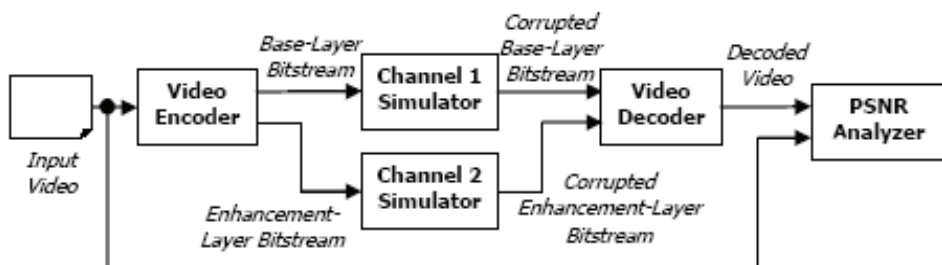 Input
Video
Video
Encoder
Base-Layer
Bitstream
Enhancement-
Layer Bitstream
Channel 1
Simulator
Channel 2
Simulator
Corrupted
Base-Layer
Bitstream
Corrupted
Enhancement-Layer
Bitstream
Video
Decoder
Decoded
Video
PSNR
Analyzer